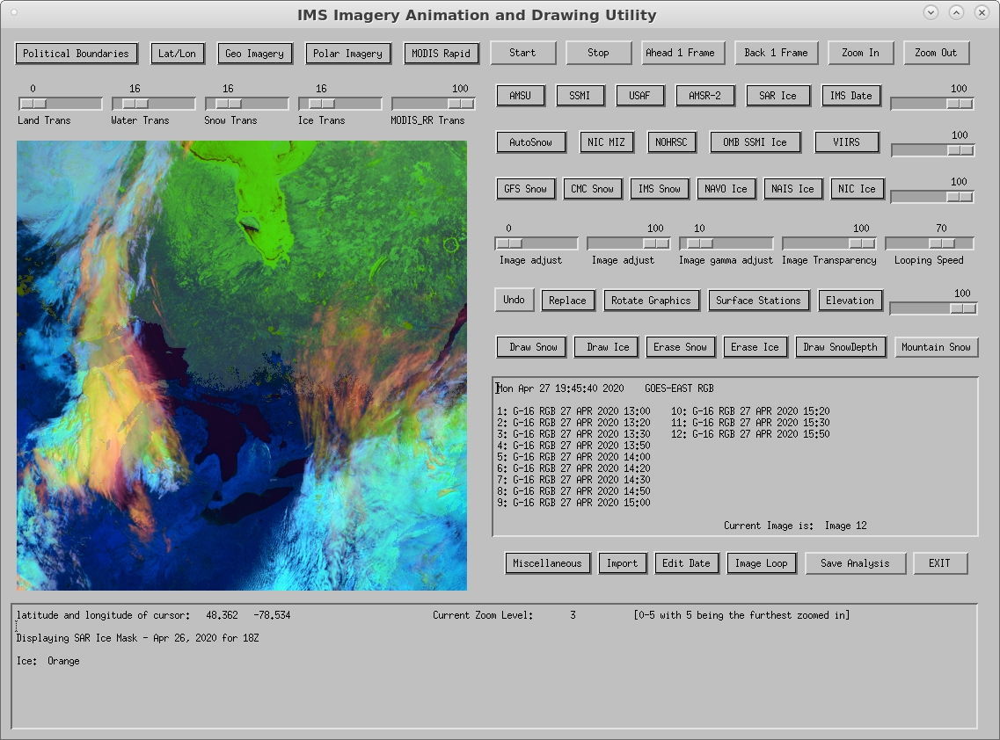 IMS Imagery Animation and Drawing Utility
Political Boundaries Lat/Lon Geo Imagery Polar Imagery MODIS Rapid Start Stop Ahead 1 Frame Back 1 Frame Zoom In Zoom Out
0 16 16 16 100 100
AMSU SSMI USAF AMSR-2 SAR Ice IMS Date
Land Trans Water Trans Snow Trans Ice Trans MODIS_RR Trans
100
AutoSnow NIC MIZ NOHRSC OMB SSMI Ice VIIRS
100
GFS Snow CMC Snow IMS Snow NAVO Ice NAIS Ice NIC Ice
0 100 10 100 70
Image adjust Image adjust Image gamma adjust Image Transparency Looping Speed
100
Undo Replace Rotate Graphics Surface Stations Elevation
Draw Snow Draw Ice Erase Snow Erase Ice Draw SnowDepth Mountain Snow
Mon Apr 27 19:45:40 2020 GOES-EAST RGB
1: G-16 RGB 27 APR 2020 13:00 10: G-16 RGB 27 APR 2020 15:20
2: G-16 RGB 27 APR 2020 13:20 11: G-16 RGB 27 APR 2020 15:30
3: G-16 RGB 27 APR 2020 13:30 12: G-16 RGB 27 APR 2020 15:50
4: G-16 RGB 27 APR 2020 13:50
5: G-16 RGB 27 APR 2020 14:00
6: G-16 RGB 27 APR 2020 14:20
7: G-16 RGB 27 APR 2020 14:30
8: G-16 RGB 27 APR 2020 14:50
9: G-16 RGB 27 APR 2020 15:00
Current Image is: Image 12
Miscellaneous Import Edit Date Image Loop Save Analysis EXIT
latitude and longitude of cursor: 48.362 -78.534 Current Zoom Level: 3 [0-5 with 5 being the furthest zoomed in]
Displaying SAR Ice Mask - Apr 26, 2020 for 18Z
Ice: Orange